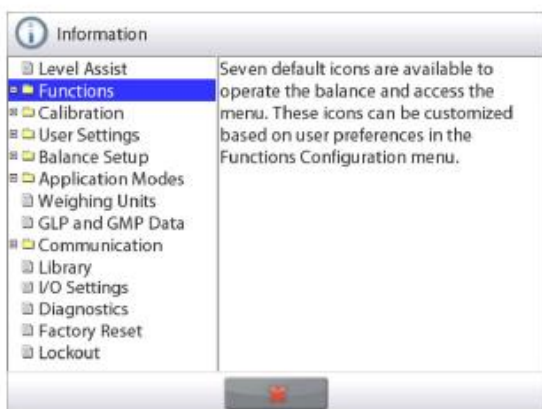 Information
Level Assist
Functions
Calibration
User Settings
Balance Setup
Application Modes
Weighing Units
GLP and GMP Data
Communication
Library
I/O Settings
Diagnostics
Factory Reset
Lockout
Seven default icons are available to
operate the balance and access the
menu. These icons can be customized
based on user preferences in the
Functions Configuration menu.